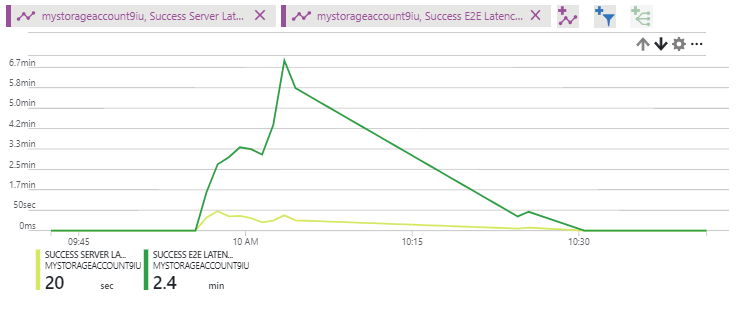 mystorageaccount9iu, Success Server Lat...
mystorageaccount9iu, Success E2E Latenc...
6.7min
5.8min
5.0min
4.2min
3.3min
2.5min
1.7min
50sec
0ms
09:45
10 AM
10:15
10:30
SUCCESS SERVER LA...
MYSTORAGEACCOUNT9IU
20 sec
SUCCESS E2E LATEN...
MYSTORAGEACCOUNT9IU
2.4 min